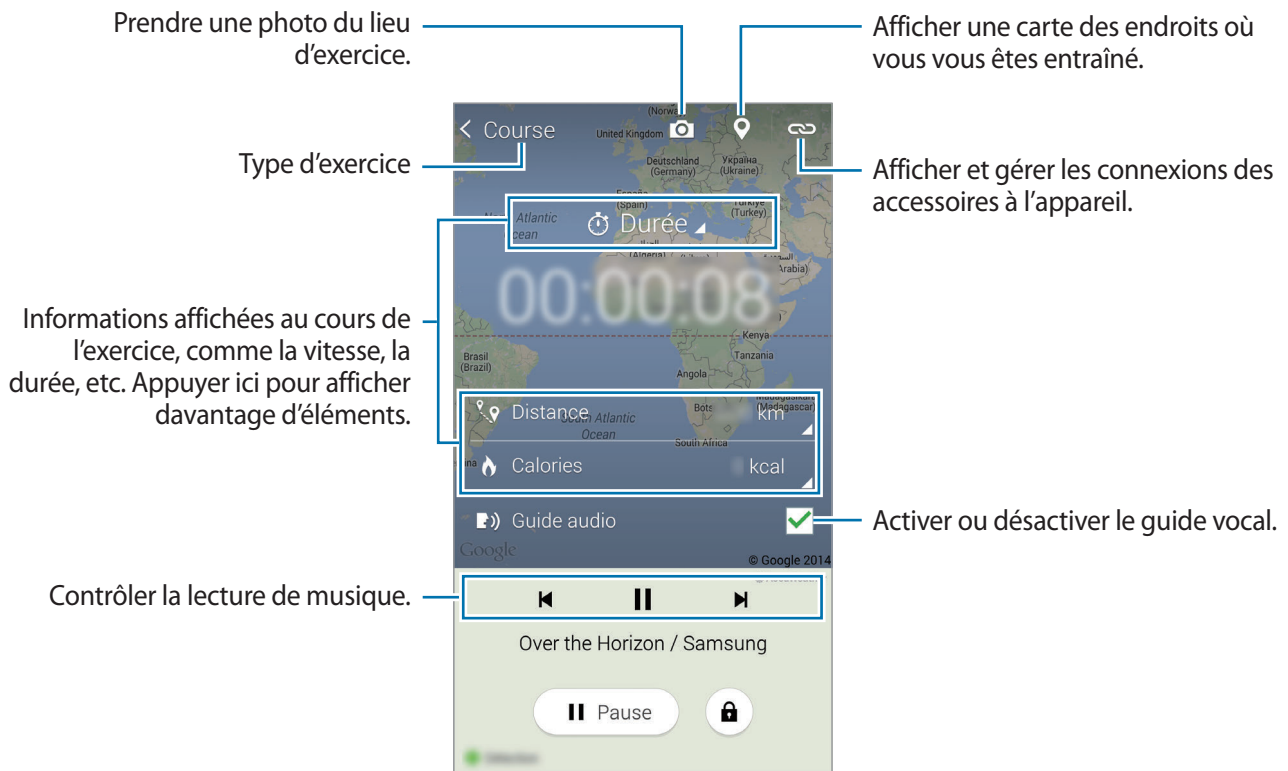 Prendre une photo du lieu
d’exercice.
Afficher une carte des endroits où
vous vous êtes entraîné.
Type d’exercice
Afficher et gérer les connexions des
accessoires à l’appareil.
Informations affichées au cours de
l’exercice, comme la vitesse, la
durée, etc. Appuyer ici pour afficher
davantage d’éléments.
Activer ou désactiver le guide vocal.
Contrôler la lecture de musique.
Course
United Kingdom
Deutschland
(Germany)
Україна
(Ukraine)
(Spain)
Türkiye
(Turkey)
Atlantic
Durée
00:00:08
Kenya
Brasil
(Brazil)
Tanzania
Angola
Distance
km
(Madagascar)
South Atlantic
Ocean
South Africa
Calories
kcal
Guide audio
Google
© Google 2014
Over the Horizon / Samsung
Pause